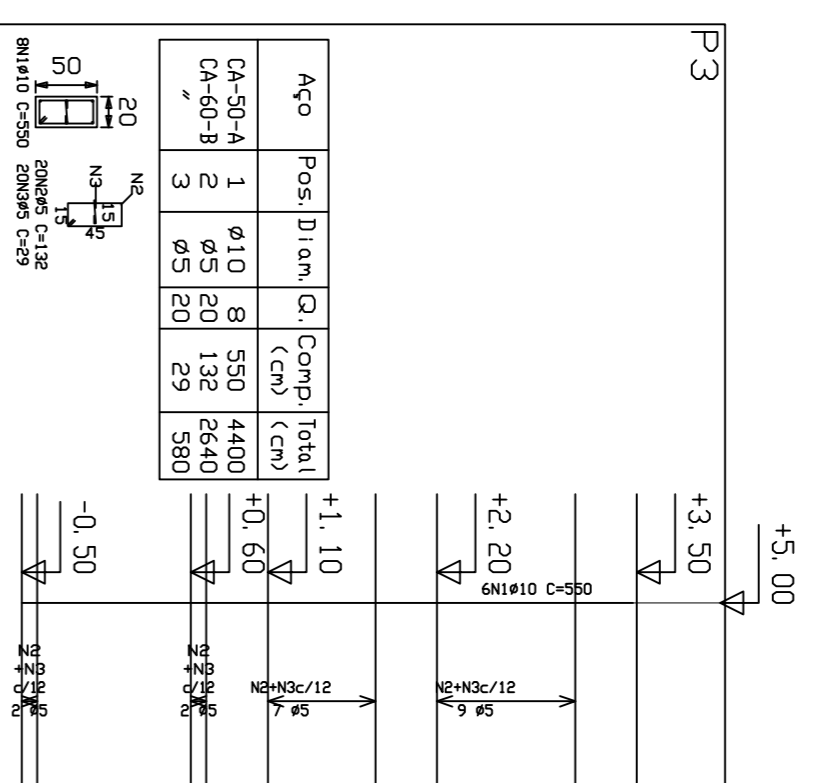 P3
Aço Pos. Diam. Q. Comp. (cm) Total (cm)
CA-50-A 1 ø10 8 550 4400
CA-60-B 2 ø5 20 132 2640
" 3 ø5 20 29 580
50
20
8N1ø10 C=550
N2
N3
15
15
45
20N2ø5 C=132
20N3ø5 C=29
+5,00
+3,50
+2,20
+1,10
+0,60
-0,50
6N1ø10 C=550
N2+N3c/12
9 ø5
N2+N3c/12
7 ø5
N2
+N3
c/12
2 ø5
N2
+N3
c/12
2 ø5